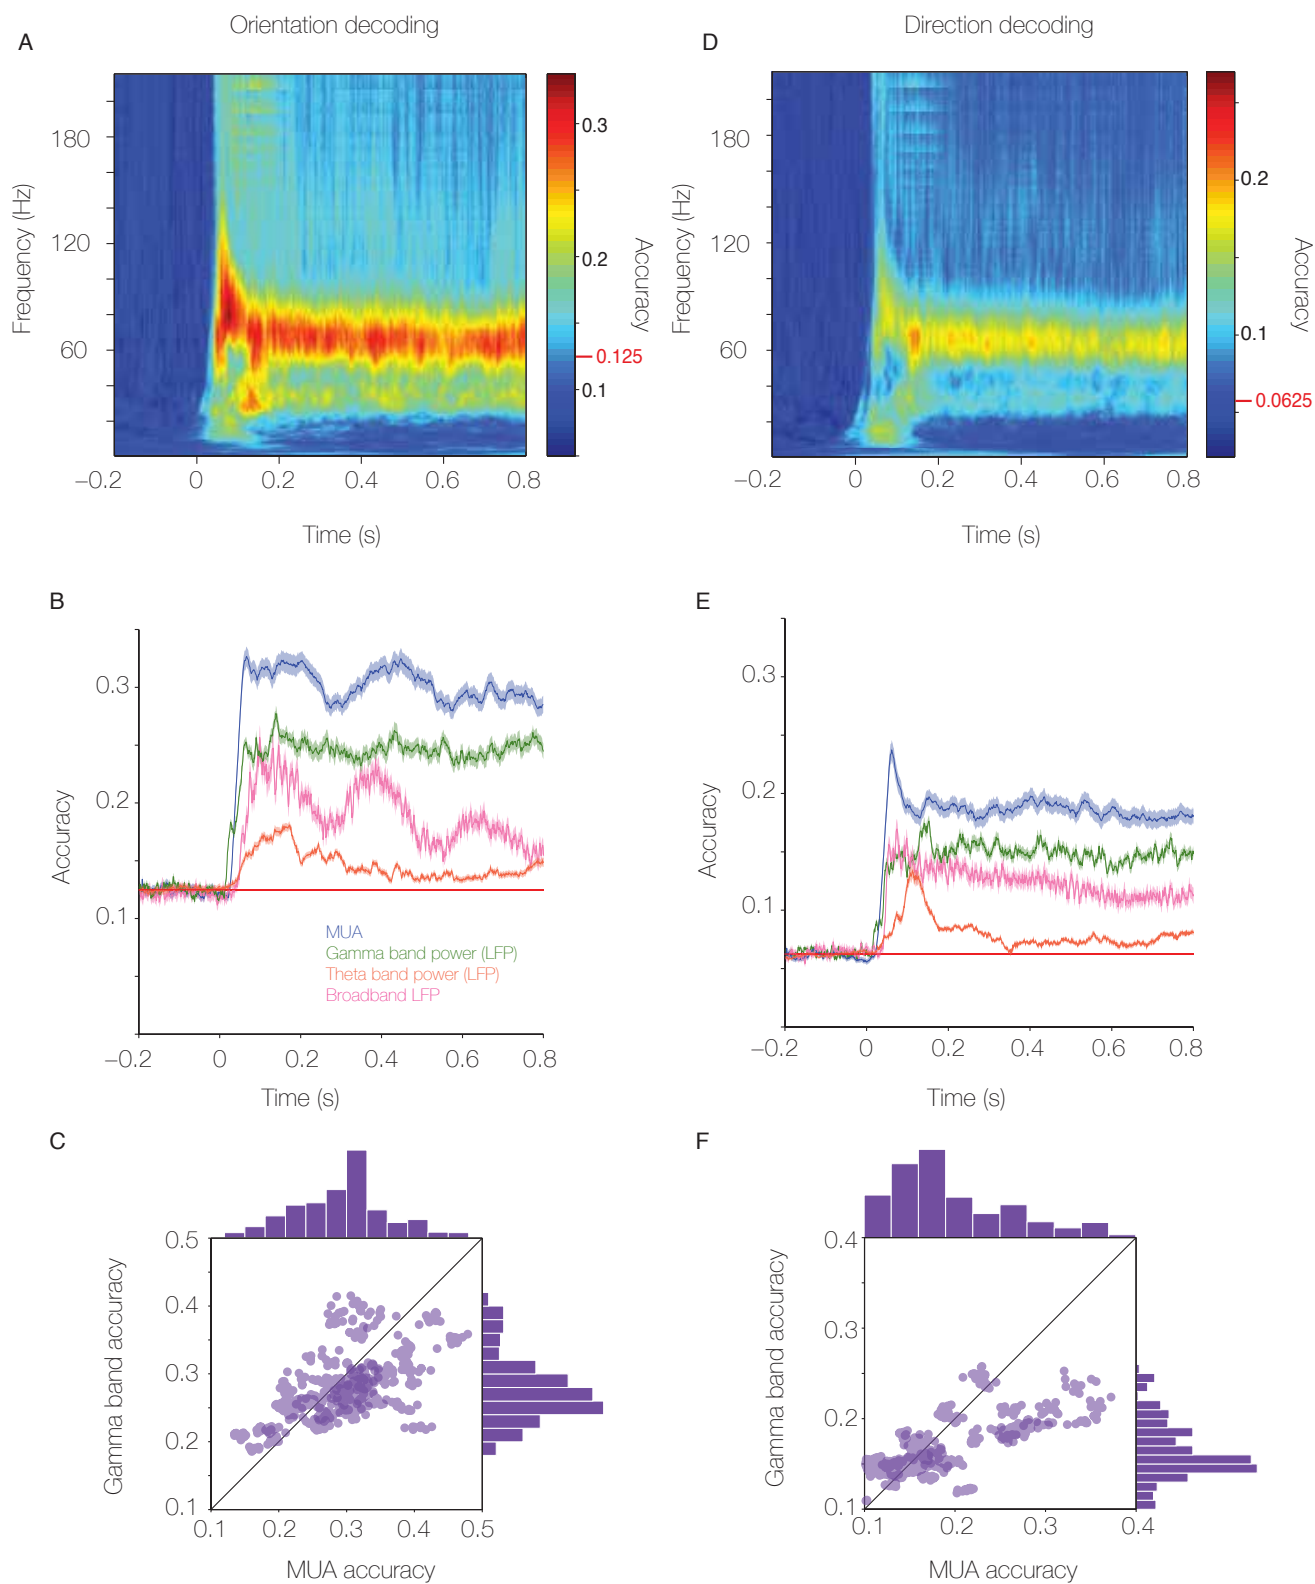 Orientation decoding
Direction decoding
A
Frequency (Hz)
180
120
60
−0.2 0 0.2 0.4 0.6 0.8
Time (s)
0.3
0.2
0.125
0.1
Accuracy
D
Frequency (Hz)
180
120
60
−0.2 0 0.2 0.4 0.6 0.8
Time (s)
0.2
0.1
0.0625
Accuracy
B
Accuracy
0.3
0.2
0.1
MUA
Gamma band power (LFP)
Theta band power (LFP)
Broadband LFP
−0.2 0 0.2 0.4 0.6 0.8
Time (s)
E
Accuracy
0.3
0.2
0.1
−0.2 0 0.2 0.4 0.6 0.8
Time (s)
C
Gamma band accuracy
0.5
0.4
0.3
0.2
0.1
0.1 0.2 0.3 0.4 0.5
MUA accuracy
F
Gamma band accuracy
0.4
0.3
0.2
0.1
0.1 0.2 0.3 0.4
MUA accuracy